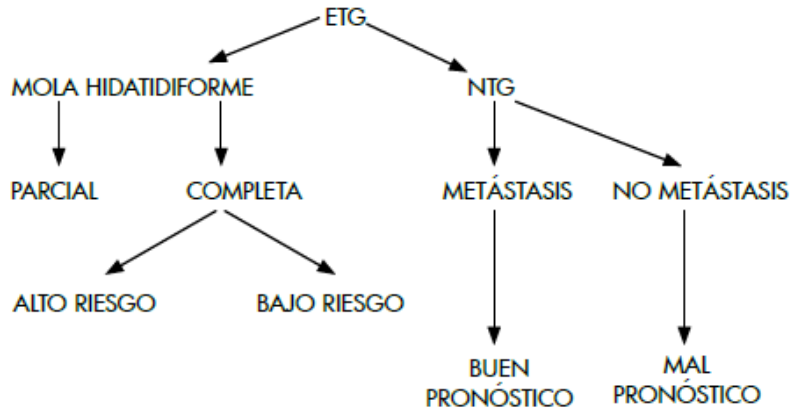 ETG
MOLA HIDATIDIFORME
NTG
PARCIAL
COMPLETA
METÁSTASIS
NO METÁSTASIS
ALTO RIESGO
BAJO RIESGO
BUEN
PRONÓSTICO
MAL
PRONÓSTICO